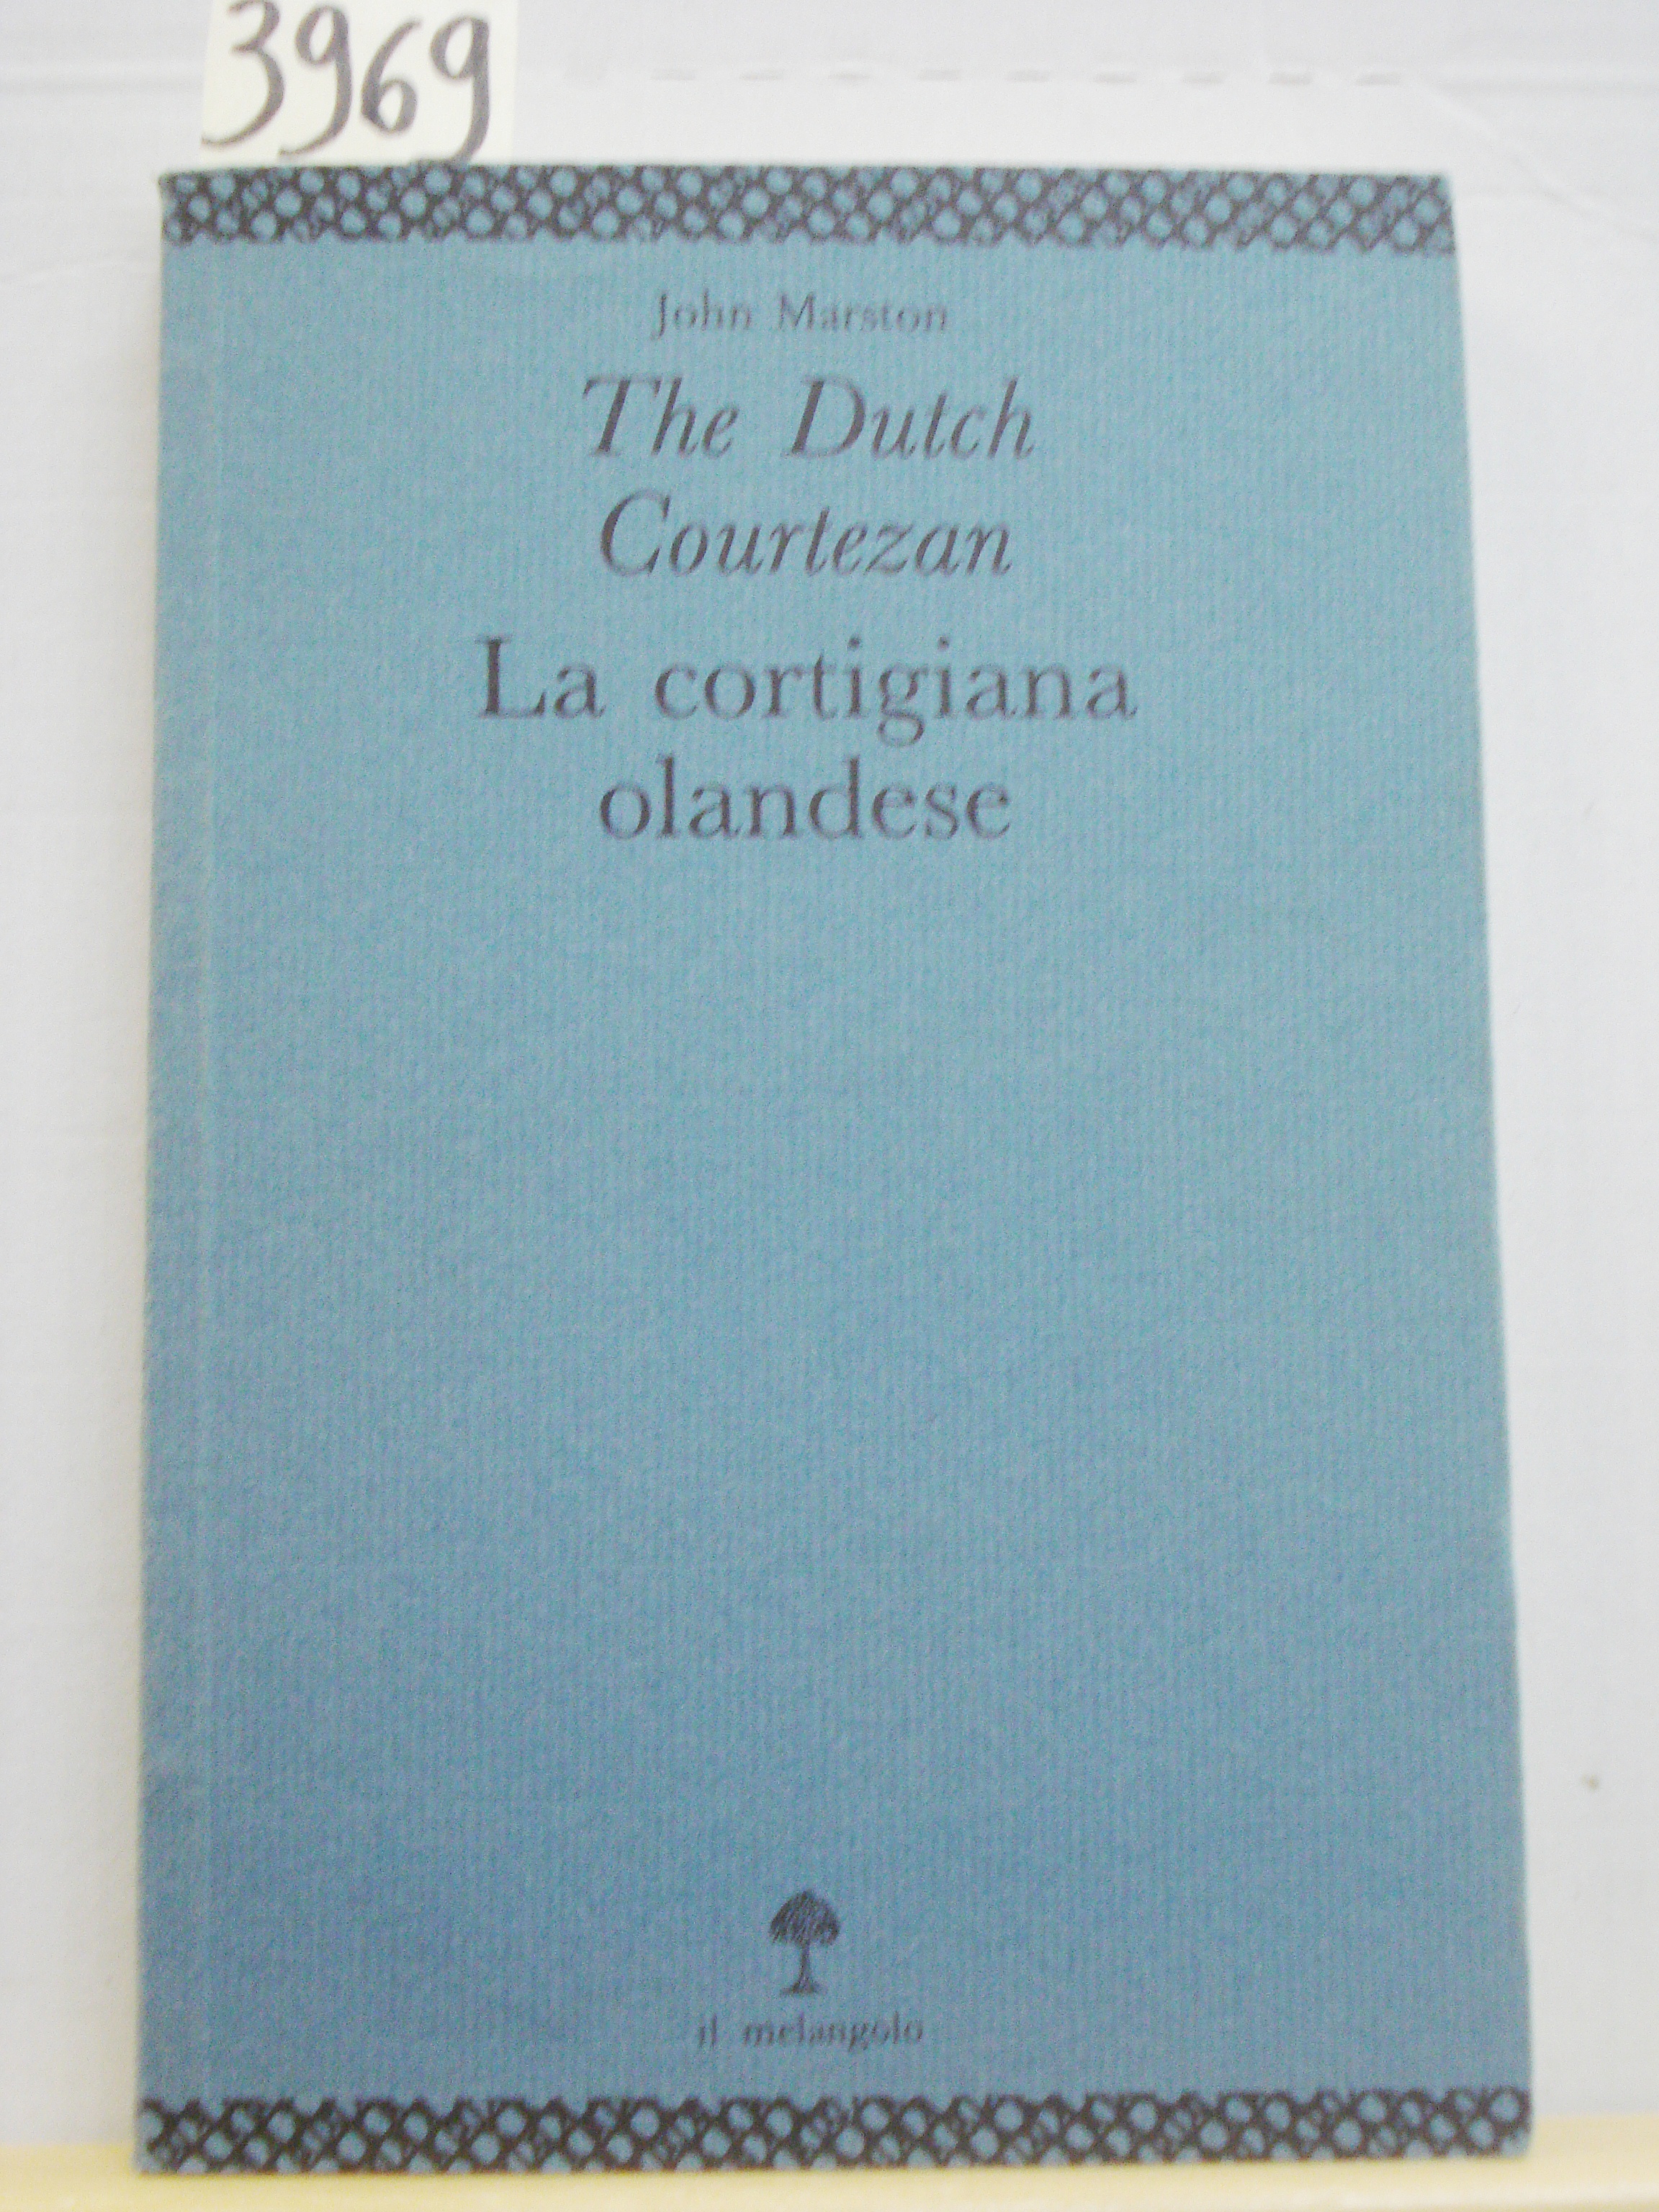 3969
John Marston
The Dutch
Courtezan
La cortigiana
olandese
il melangolo